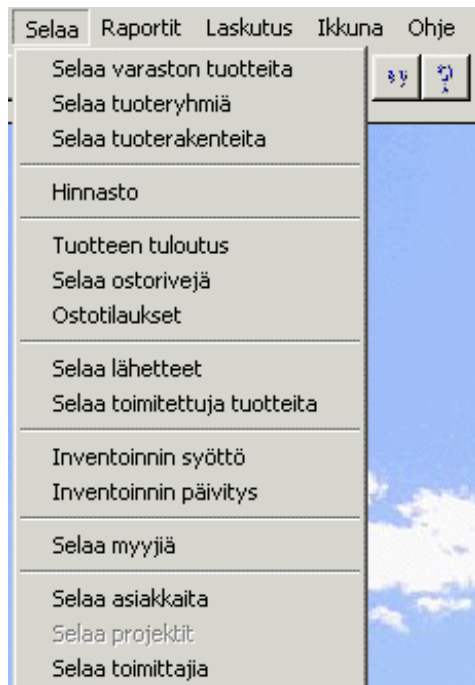 Selaa Raportit Laskutus Ikkuna Ohje
Selaa varaston tuotteita
Selaa tuoteryhmiä
Selaa tuoterakenteita
Hinnasto
Tuotteen tuloutus
Selaa ostorivejä
Ostotilaukset
Selaa lähetteet
Selaa toimitettuja tuotteita
Inventoinnin syöttö
Inventoinnin päivitys
Selaa myyjiä
Selaa asiakkaita
Selaa projektit
Selaa toimittajia